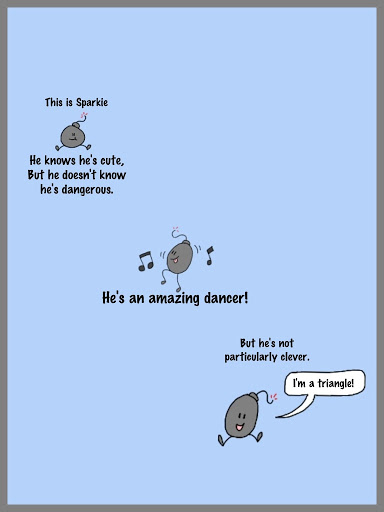 This is Sparkie
He knows he's cute,
But he doesn't know
he's dangerous.
He's an amazing dancer!
But he's not
particularly clever.
I'm a triangle!